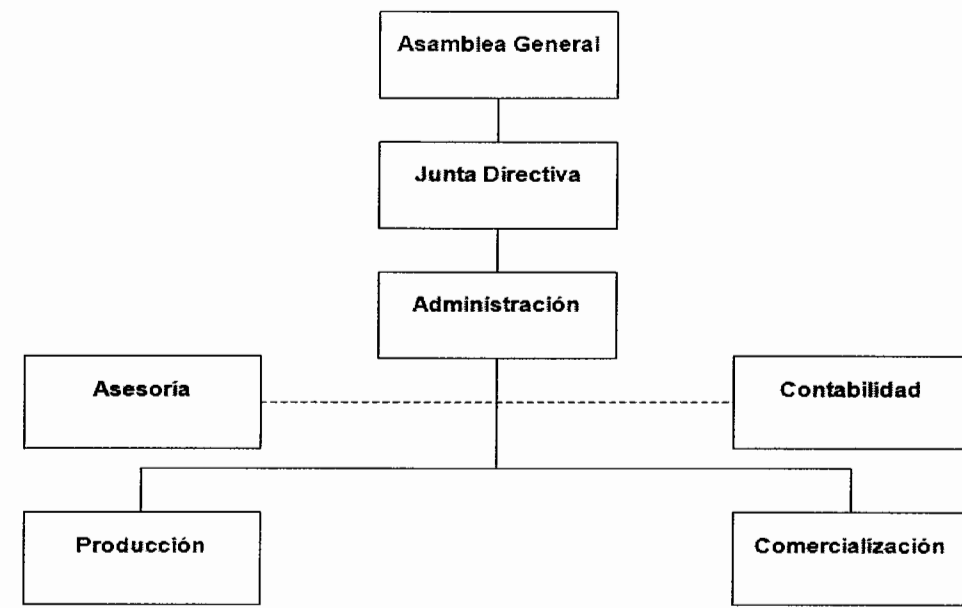 Asamblea General
Junta Directiva
Administración
Asesoría
Contabilidad
Producción
Comercialización